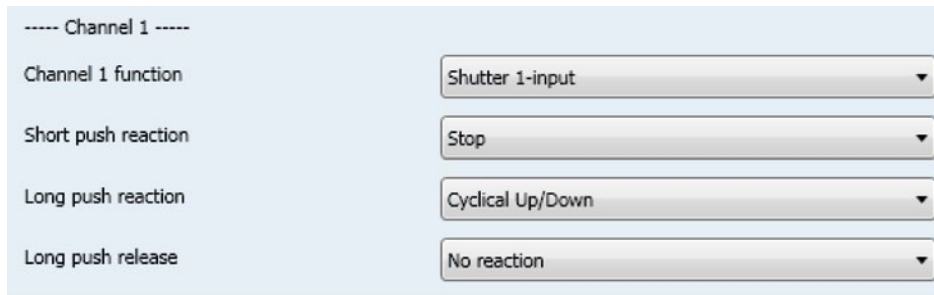 ----- Channel 1 -----
Channel 1 function Shutter 1-input
Short push reaction Stop
Long push reaction Cyclical Up/Down
Long push release No reaction